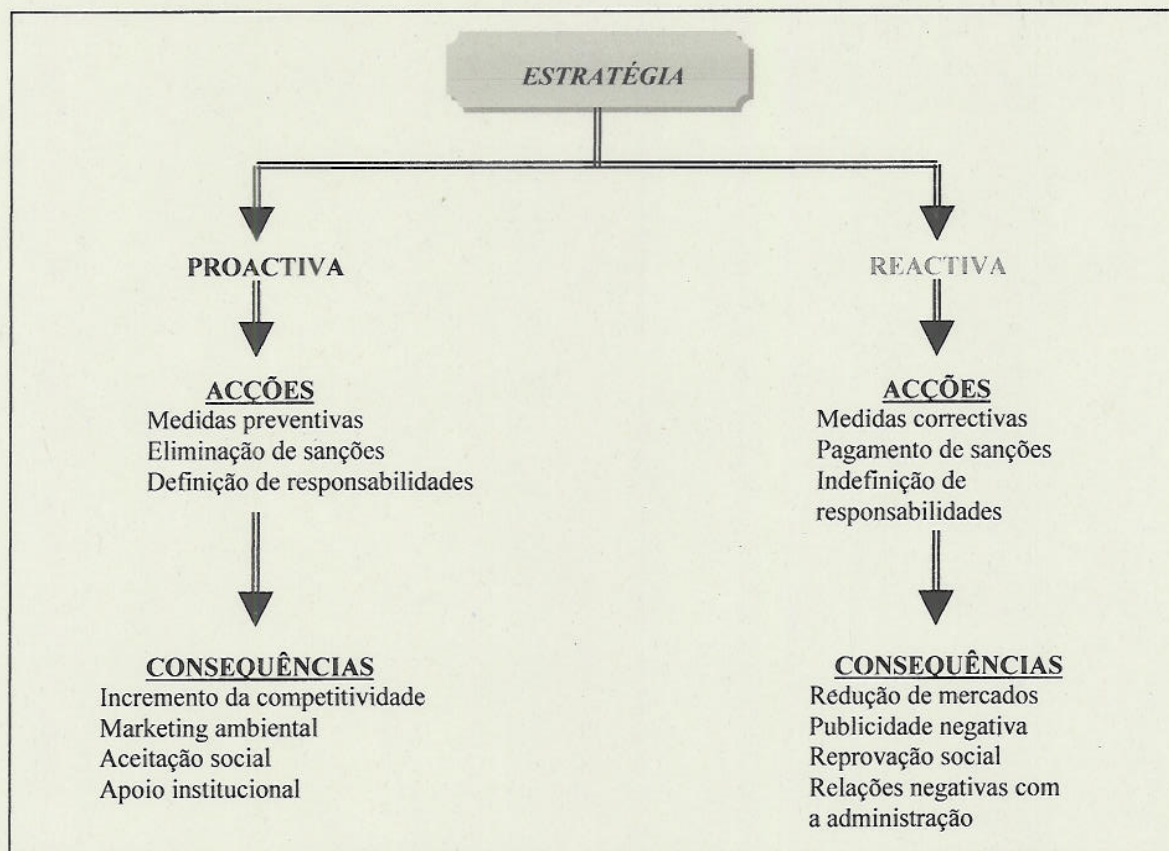 ESTRATÉGIA
PROACTIVA
ACÇÕES
Medidas preventivas
Eliminação de sanções
Definição de responsabilidades
CONSEQUÊNCIAS
Incremento da competitividade
Marketing ambiental
Aceitação social
Apoio institucional
REACTIVA
ACÇÕES
Medidas correctivas
Pagamento de sanções
Indefinição de
responsabilidades
CONSEQUÊNCIAS
Redução de mercados
Publicidade negativa
Reprovação social
Relações negativas com
a administração